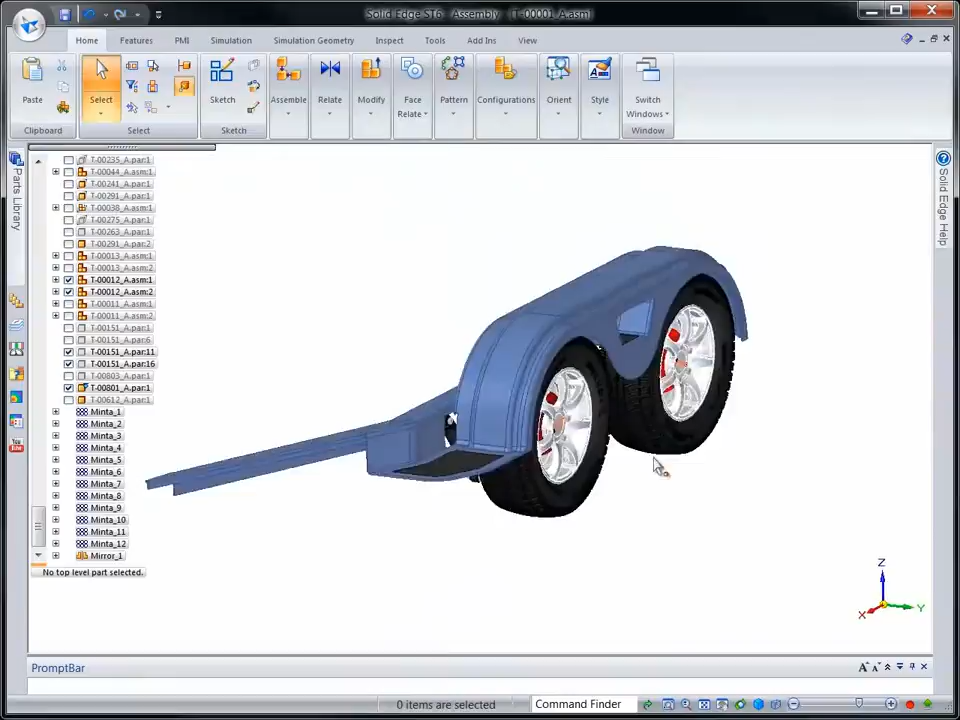 Solid Edge ST6 - Assembly - [T-00001_A.asm]
Home Features PMI Simulation Simulation Geometry Inspect Tools Add Ins View
Paste
Select
Sketch
Assemble
Relate
Modify
Face
Relate
Pattern
Configurations
Orient
Style
Switch
Windows
Clipboard Select Sketch Window
Parts Library
Solid Edge Help
T-00235_A.par:1
T-00044_A.asm:1
T-00241_A.par:1
T-00291_A.par:1
T-00038_A.asm:1
T-00275_A.par:1
T-00263_A.par:1
T-00291_A.par:2
T-00013_A.asm:1
T-00013_A.asm:2
T-00012_A.asm:1
T-00012_A.asm:2
T-00011_A.asm:1
T-00011_A.asm:2
T-00151_A.par:1
T-00151_A.par:6
T-00151_A.par:11
T-00151_A.par:16
T-00803_A.par:1
T-00801_A.par:1
T-00612_A.par:1
Minta_1
Minta_2
Minta_3
Minta_4
Minta_5
Minta_6
Minta_7
Minta_8
Minta_9
Minta_10
Minta_11
Minta_12
Mirror_1
No top level part selected.
Z
X
Y
PromptBar
0 items are selected
Command Finder